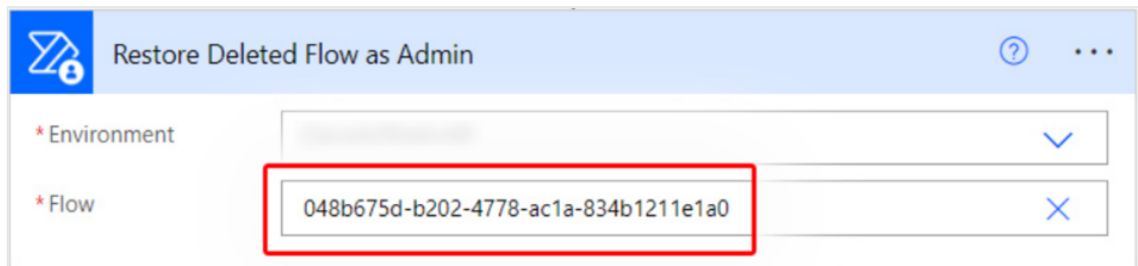 Restore Deleted Flow as Admin
* Environment
* Flow
048b675d-b202-4778-ac1a-834b1211e1a0